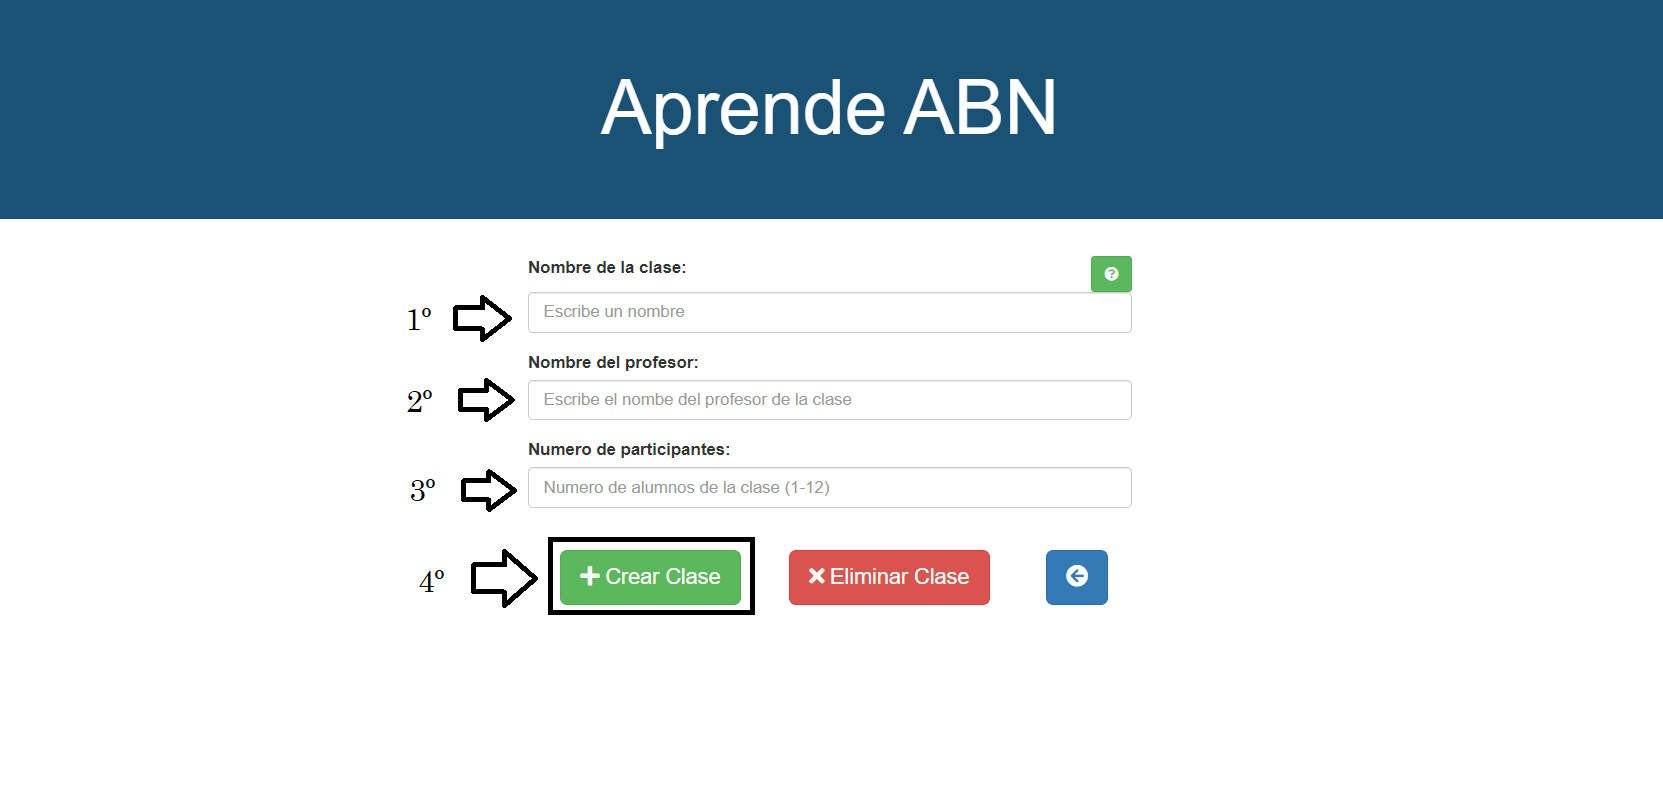 Aprende ABN
Nombre de la clase:
1º Escribe un nombre
Nombre del profesor:
2º Escribe el nombe del profesor de la clase
Numero de participantes:
3º Numero de alumnos de la clase (1-12)
4º Crear Clase Eliminar Clase